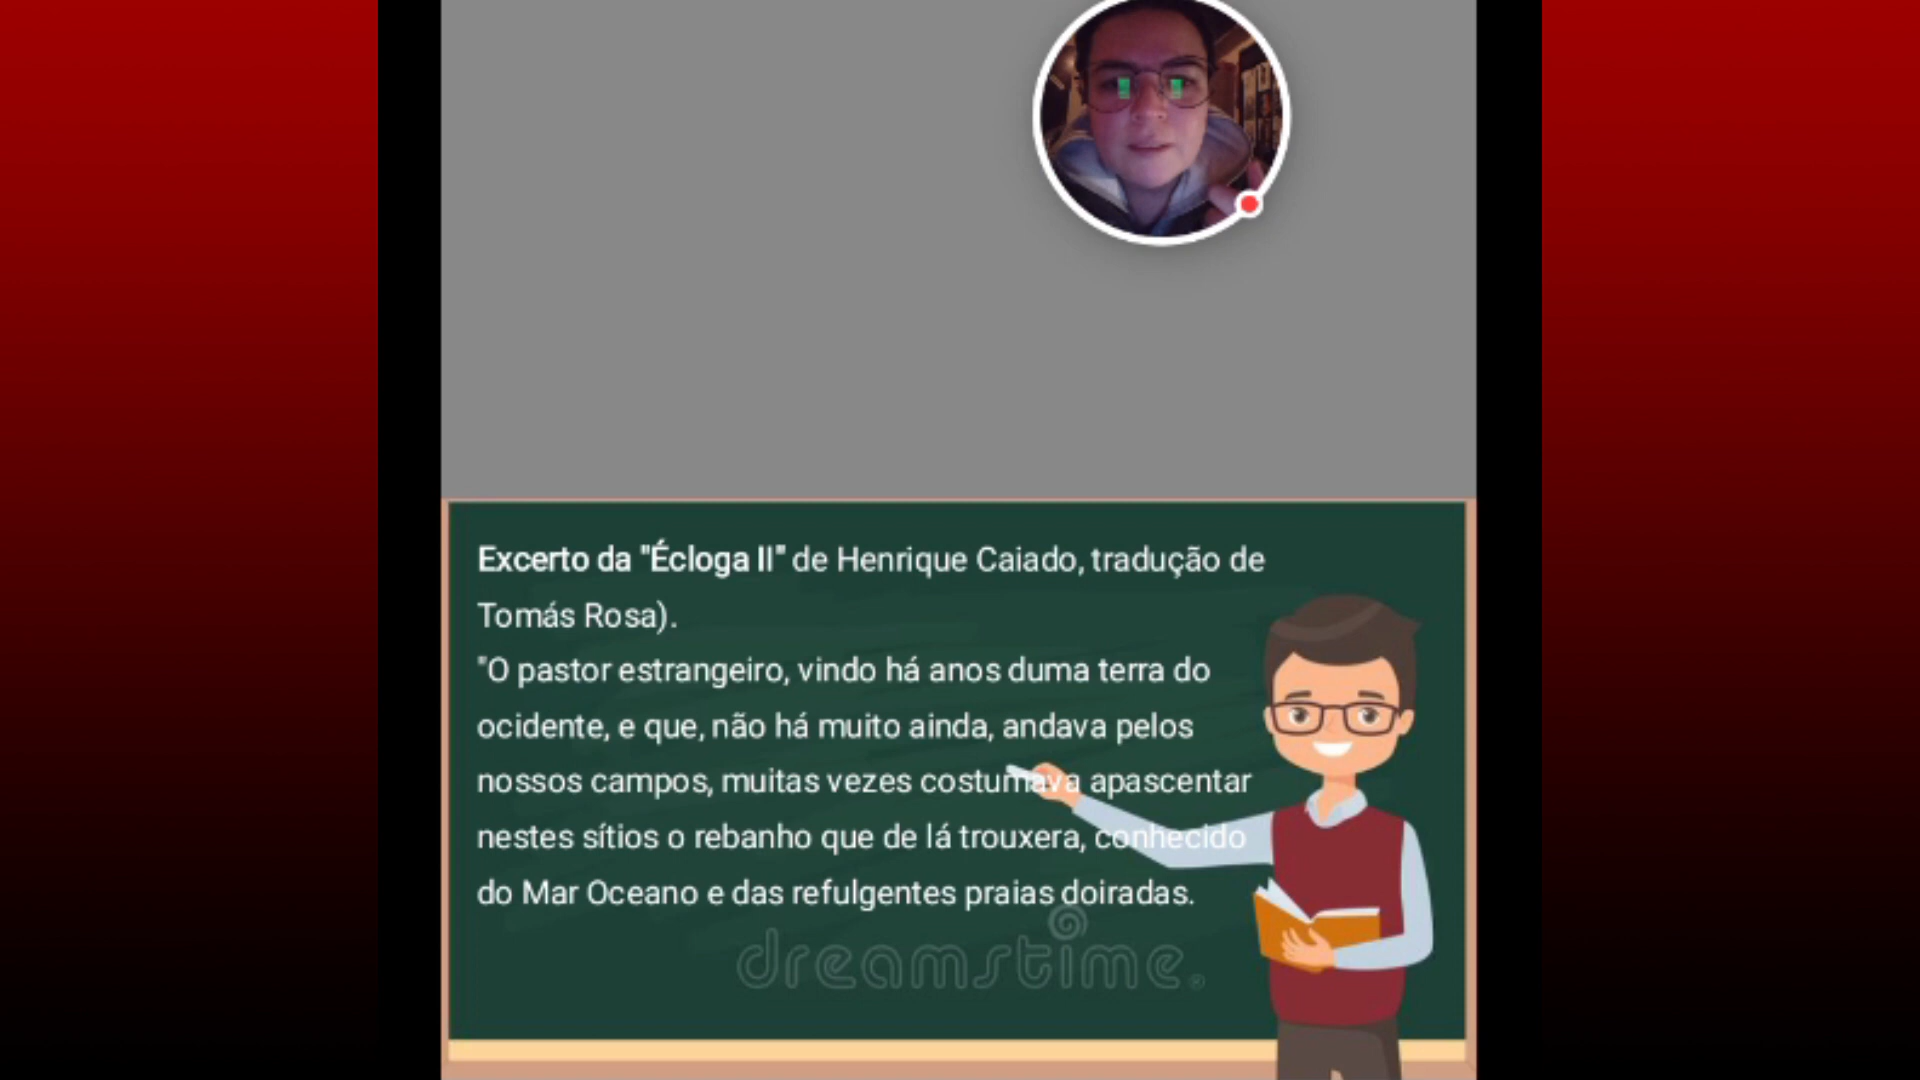 Excerto da "Écloga II" de Henrique Caiado, tradução de
Tomás Rosa).
"O pastor estrangeiro, vindo há anos duma terra do
ocidente, e que, não há muito ainda, andava pelos
nossos campos, muitas vezes costumava apascentar
nestes sítios o rebanho que de lá trouxera, conhecido
do Mar Oceano e das refulgentes praias doiradas.
dreamstime®